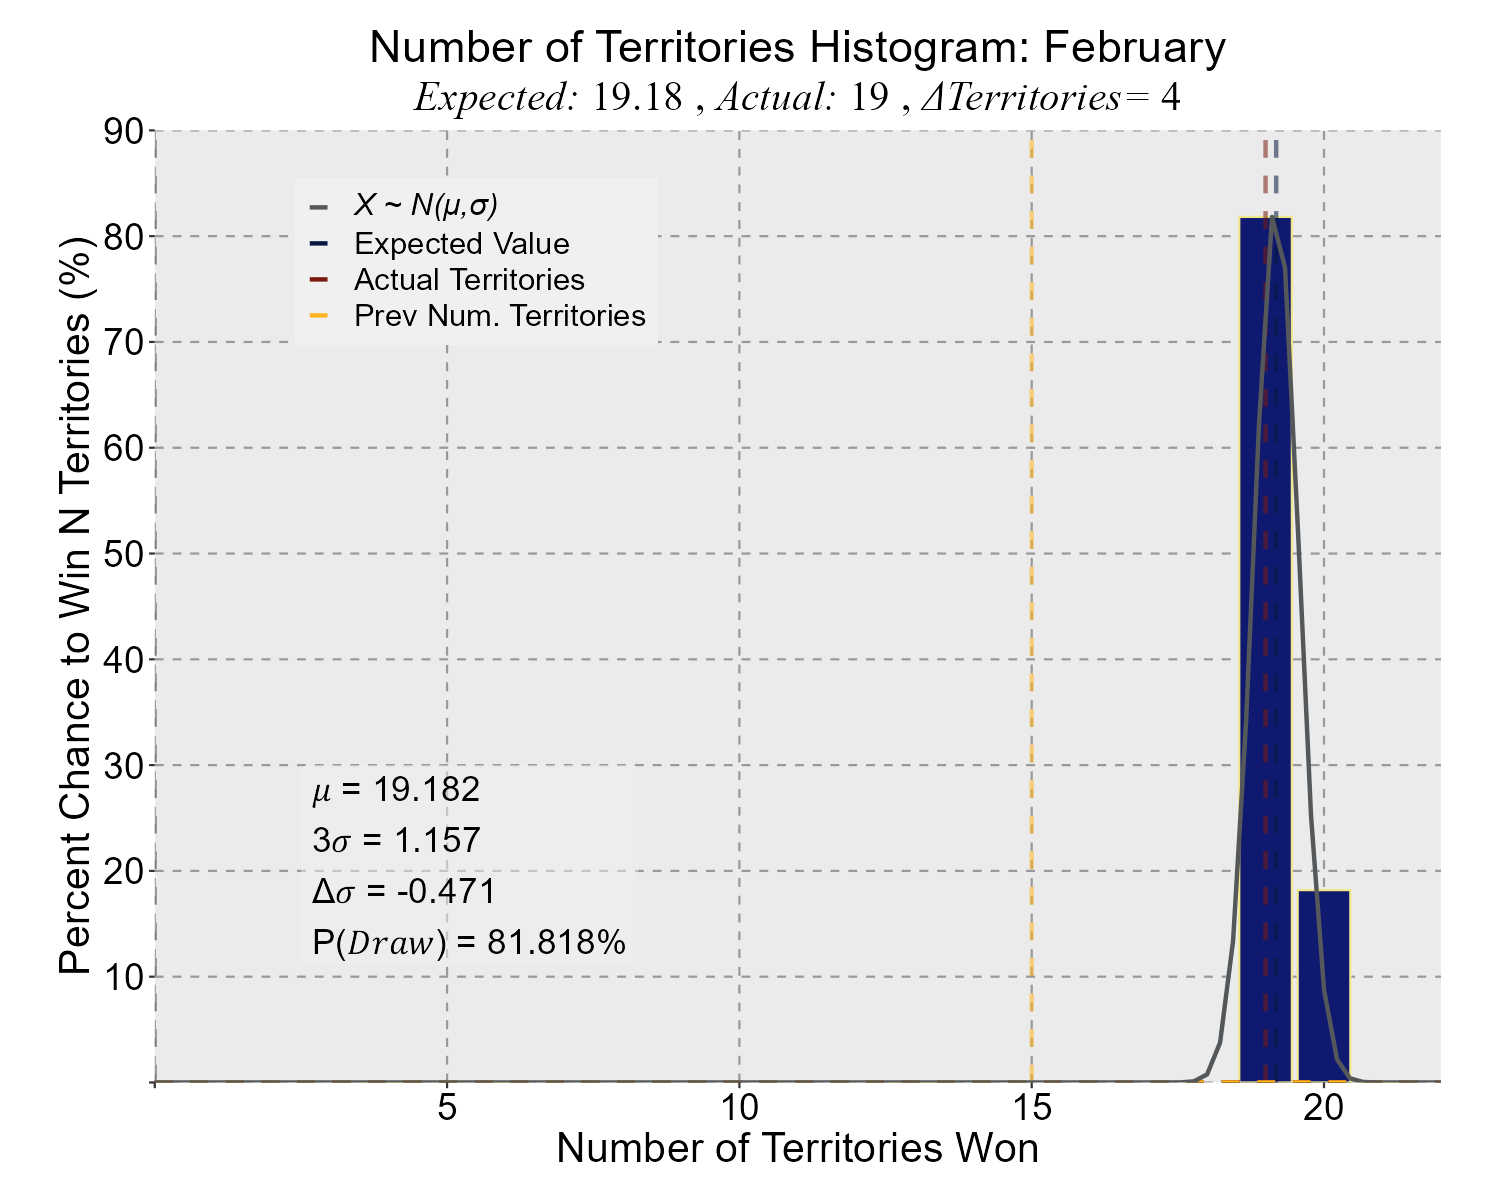 Number of Territories Histogram: February
Expected: 19.18 , Actual: 19 , ΔTerritories= 4
Percent Chance to Win N Territories (%)
90
80
70
60
50
40
30
20
10
X ~ N(μ,σ)
Expected Value
Actual Territories
Prev Num. Territories
μ = 19.182
3σ = 1.157
Δσ = -0.471
P(Draw) = 81.818%
5
10
15
20
Number of Territories Won